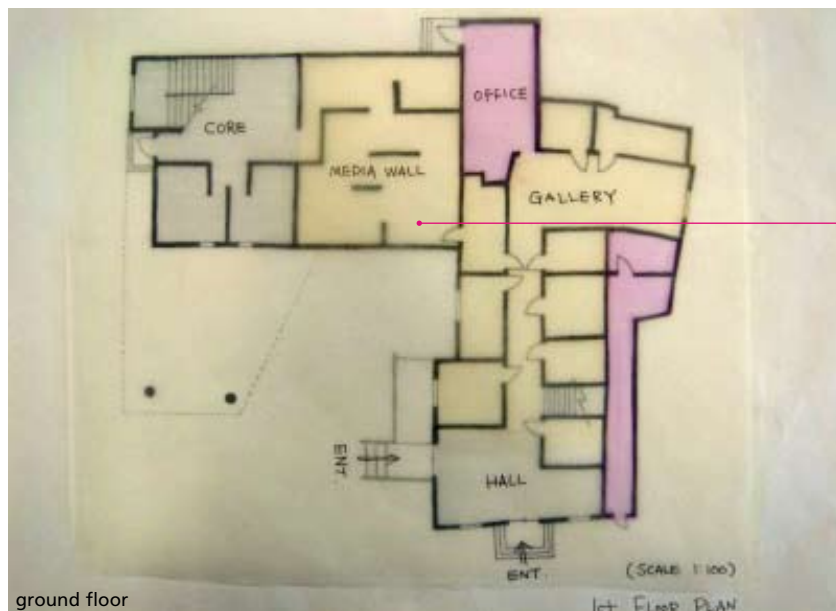 OFFICE
CORE
MEDIA WALL
GALLERY
ENT.
HALL
ENT.
(SCALE 1:100)
ground floor
1st FLOOR PLAN